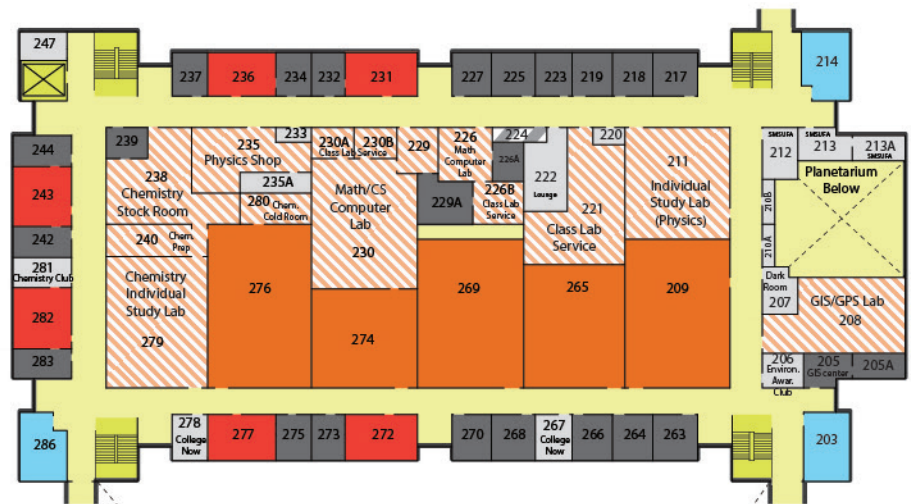 247
237
236
234
232
231
227
225
223
219
218
217
214
239
235
Physics Shop
233
230A
230B
Class Lab Service
229
226
Math
Computer
Lab
224
226A
220
222
Lounge
211
Individual
Study Lab
(Physics)
SMSUFA
212
SMSUFA
213
213A
SMSUFA
Planetarium
Below
244
243
242
281
Chemistry Club
282
283
238
Chemistry
Stock Room
235A
280 Chem.
Cold Room
240 Chem.
Prep
Math/CS
Computer
Lab
230
229A
226B
Class Lab
Service
221
Class Lab
Service
210B
210A
Dark
Room
207
GIS/GPS Lab
208
Chemistry
Individual
Study Lab
279
276
274
269
265
209
206
Environ.
Awar.
Club
205
GIS center
205A
286
278
College
Now
277
275
273
272
270
268
267
College
Now
266
264
263
203